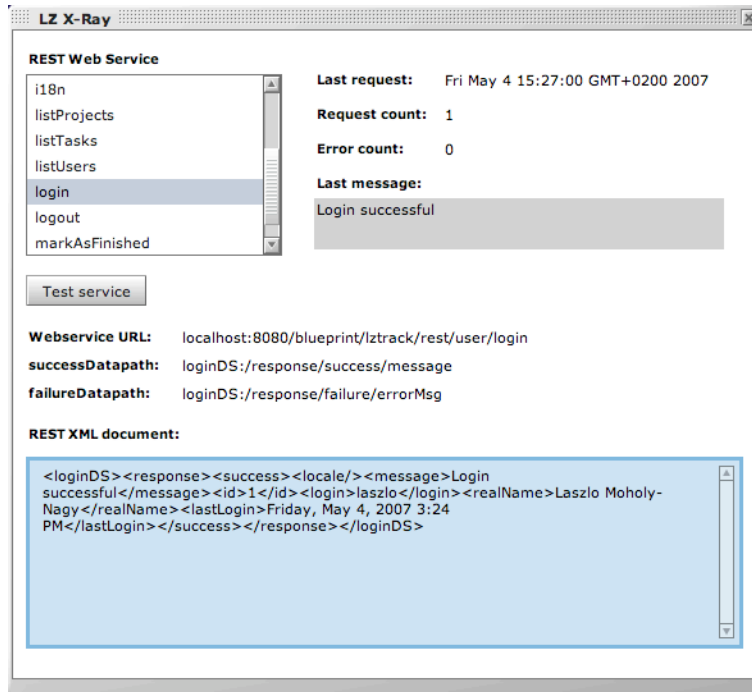 LZ X-Ray
REST Web Service
i18n
listProjects
listTasks
listUsers
login
logout
markAsFinished
Last request: Fri May 4 15:27:00 GMT+0200 2007
Request count: 1
Error count: 0
Last message:
Login successful
Test service
Webservice URL: localhost:8080/blueprint/lztrack/rest/user/login
successDatapath: loginDS:/response/success/message
failureDatapath: loginDS:/response/failure/errorMsg
REST XML document:
<loginDS><response><success><locale/><message>Login
successful</message><id>1</id><login>laszlo</login><realName>Laszlo Moholy-
Nagy</realName><lastLogin>Friday, May 4, 2007 3:24
PM</lastLogin></success></response></loginDS>